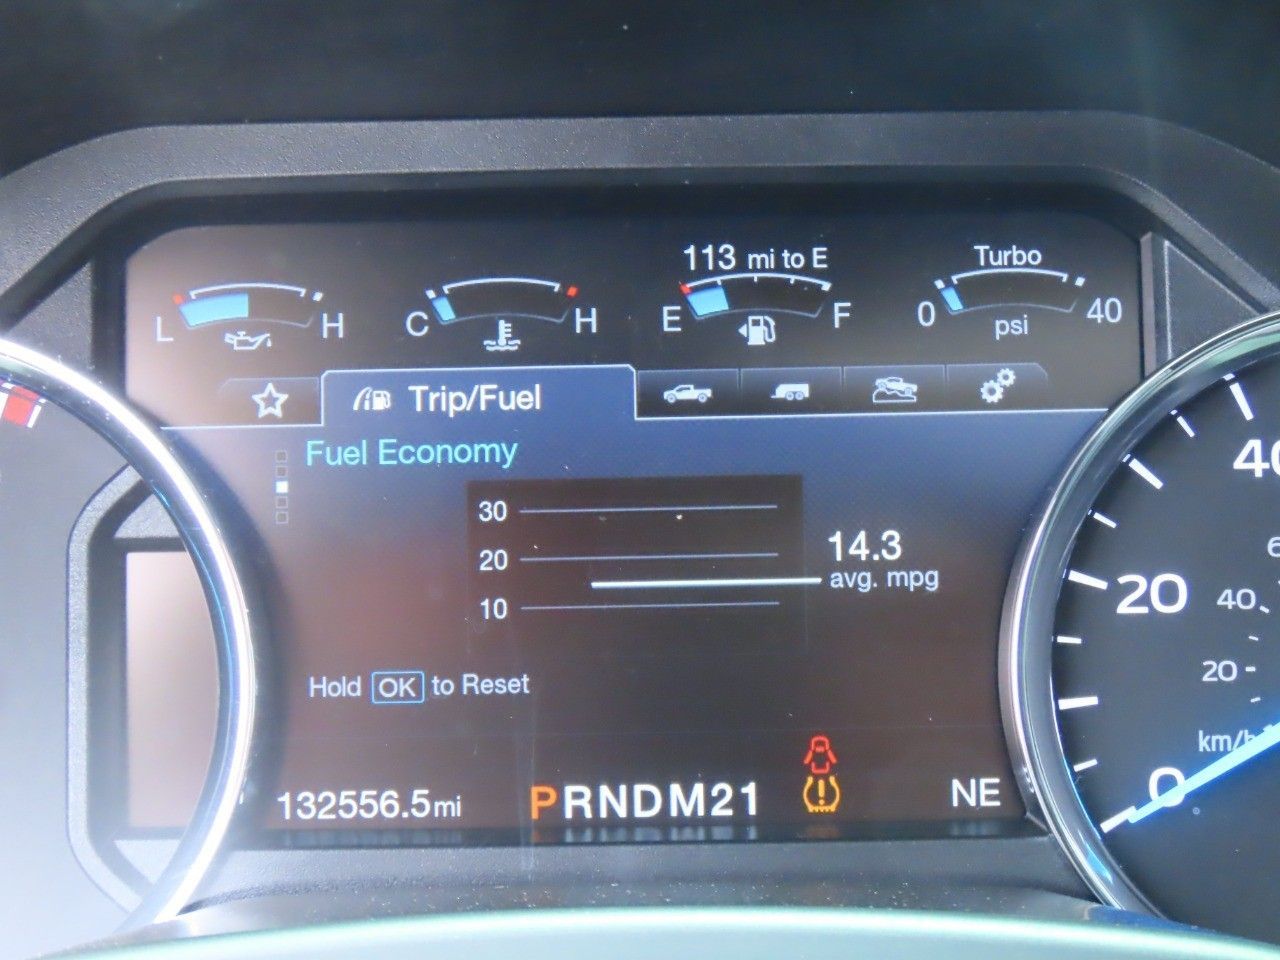 113 mi to E
Turbo
L H
C H
E F
0 40
psi
Trip/Fuel
Fuel Economy
30
20
10
14.3
avg. mpg
Hold OK to Reset
132556.5mi
PRNDM21
NE
40
20
0
40
20
km/h